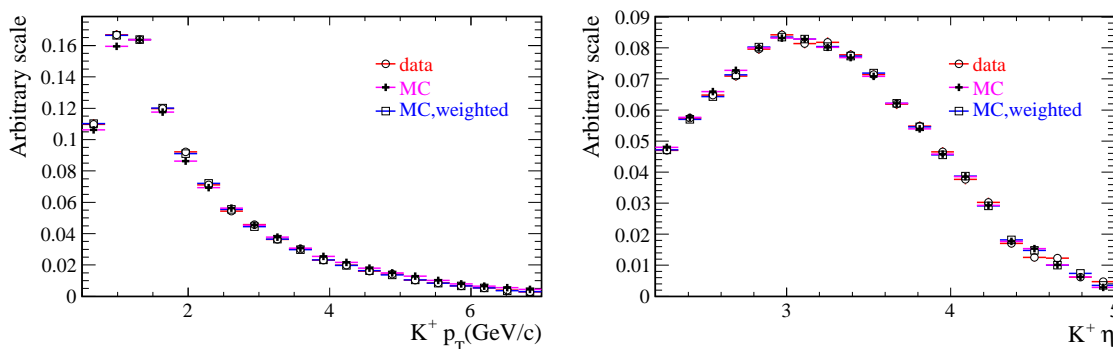 Arbitrary scale
0.16
0.14
0.12
0.1
0.08
0.06
0.04
0.02
0
data
MC
MC,weighted
2
4
6
K⁺ p_T(GeV/c)
Arbitrary scale
0.09
0.08
0.07
0.06
0.05
0.04
0.03
0.02
0.01
0
data
MC
MC,weighted
3
4
5
K⁺ η